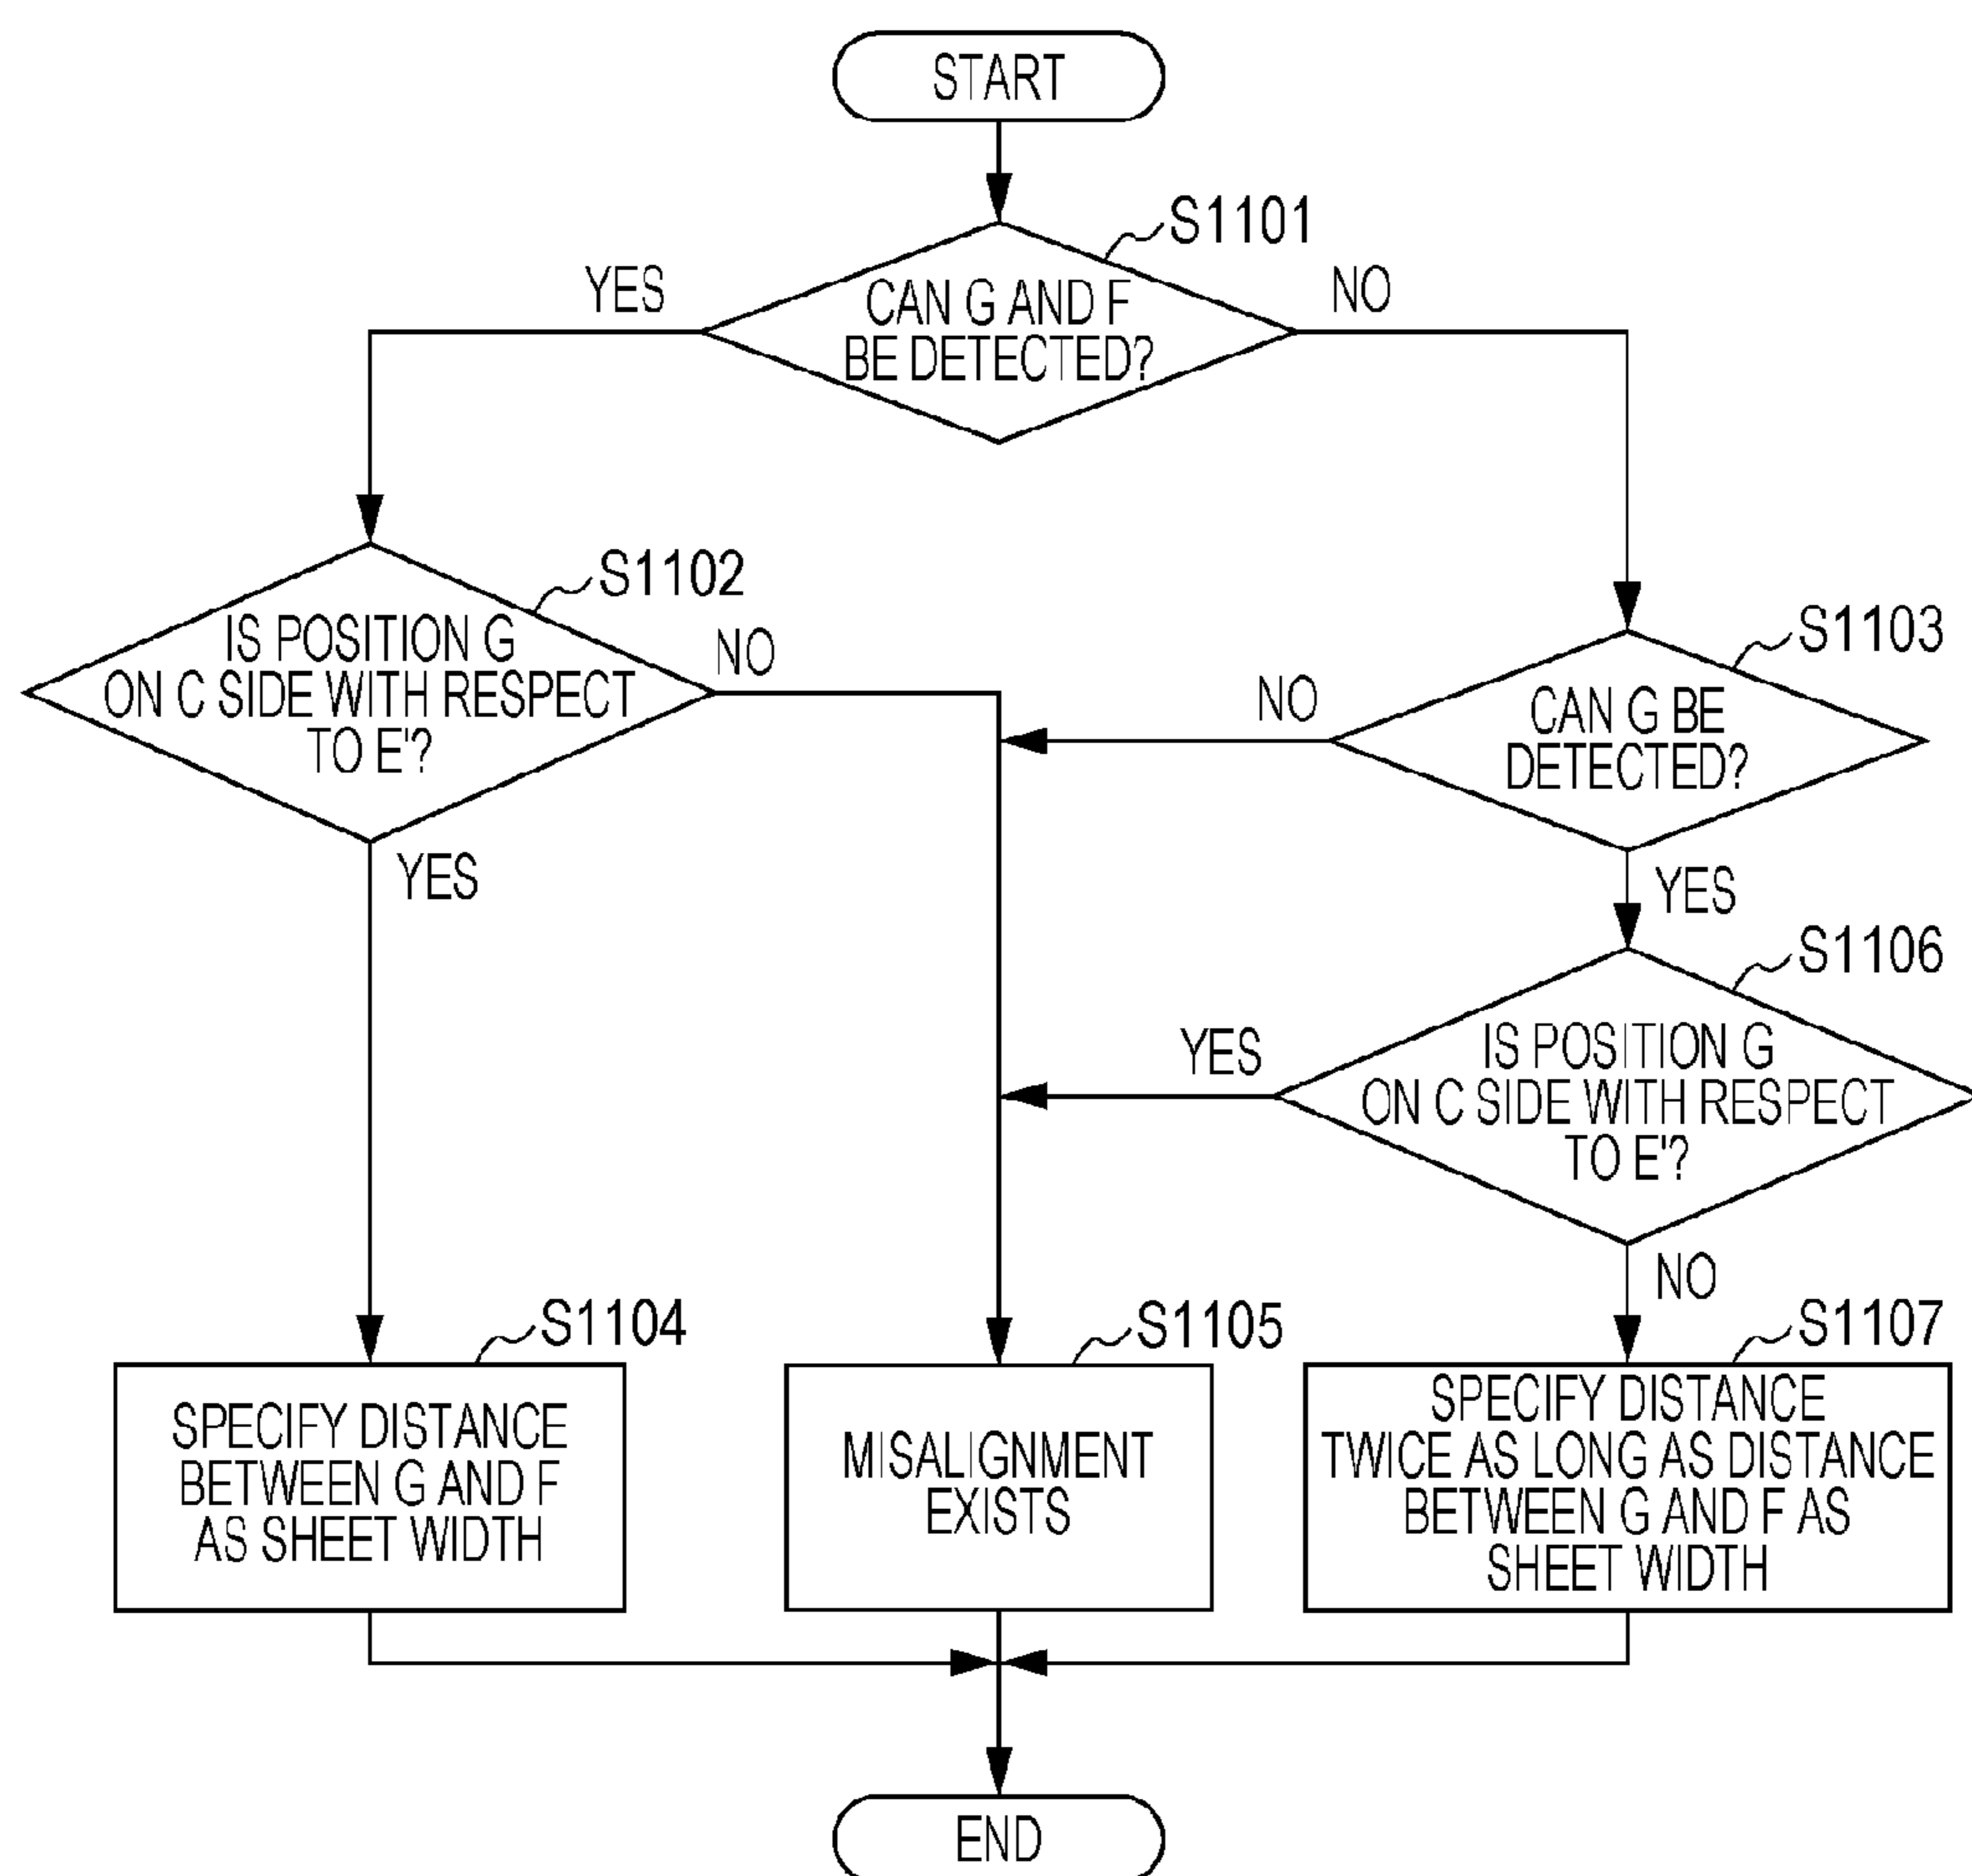 START
S1101
YES
NO
CAN G AND F
BE DETECTED?
S1102
IS POSITION G
ON C SIDE WITH RESPECT
TO E'?
NO
YES
S1103
NO
CAN G BE
DETECTED?
YES
S1106
YES
IS POSITION G
ON C SIDE WITH RESPECT
TO E'?
NO
S1104
SPECIFY DISTANCE
BETWEEN G AND F
AS SHEET WIDTH
S1105
MISALIGNMENT
EXISTS
S1107
SPECIFY DISTANCE
TWICE AS LONG AS DISTANCE
BETWEEN G AND F AS
SHEET WIDTH
END